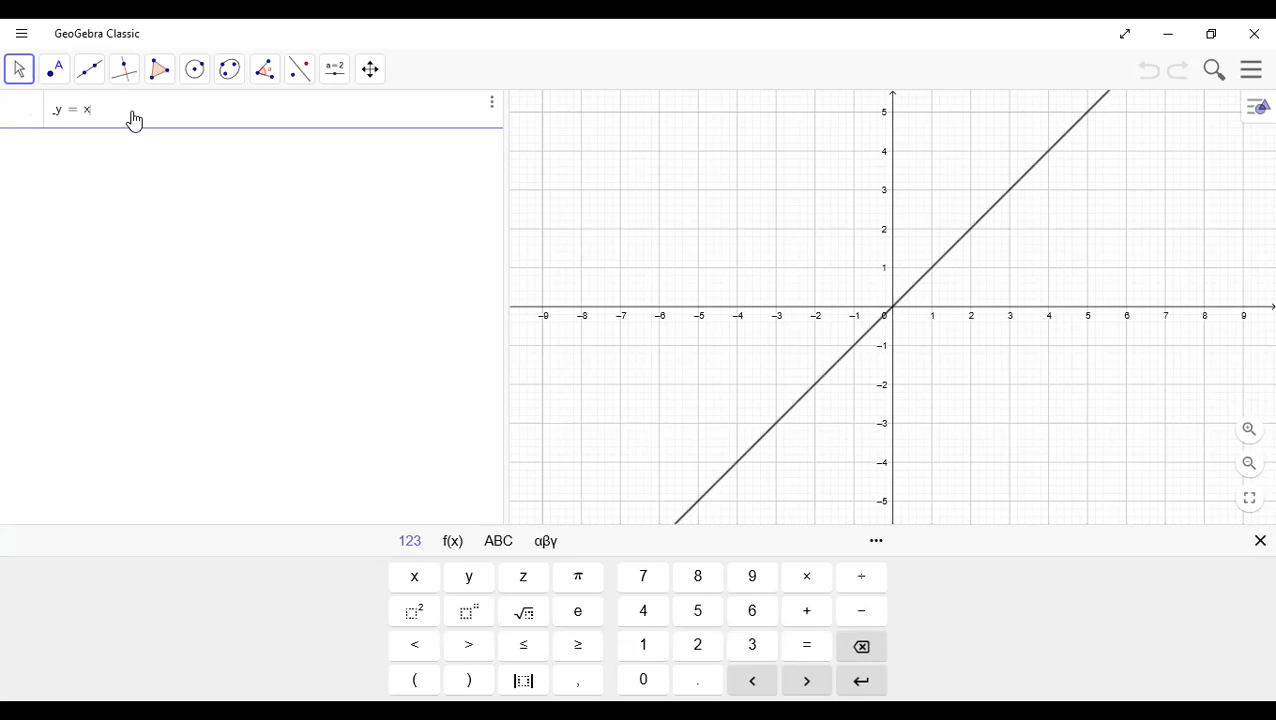 GeoGebra Classic
A
a=2
y = x
5
4
3
2
1
−9 −8 −7 −6 −5 −4 −3 −2 −1 0 1 2 3 4 5 6 7 8 9
−1
−2
−3
−4
−5
123 f(x) ABC αβγ
x y z π 7 8 9 × ÷
2 √ e 4 5 6 + −
< > ≤ ≥ 1 2 3 =
( ) | | , 0 . < >